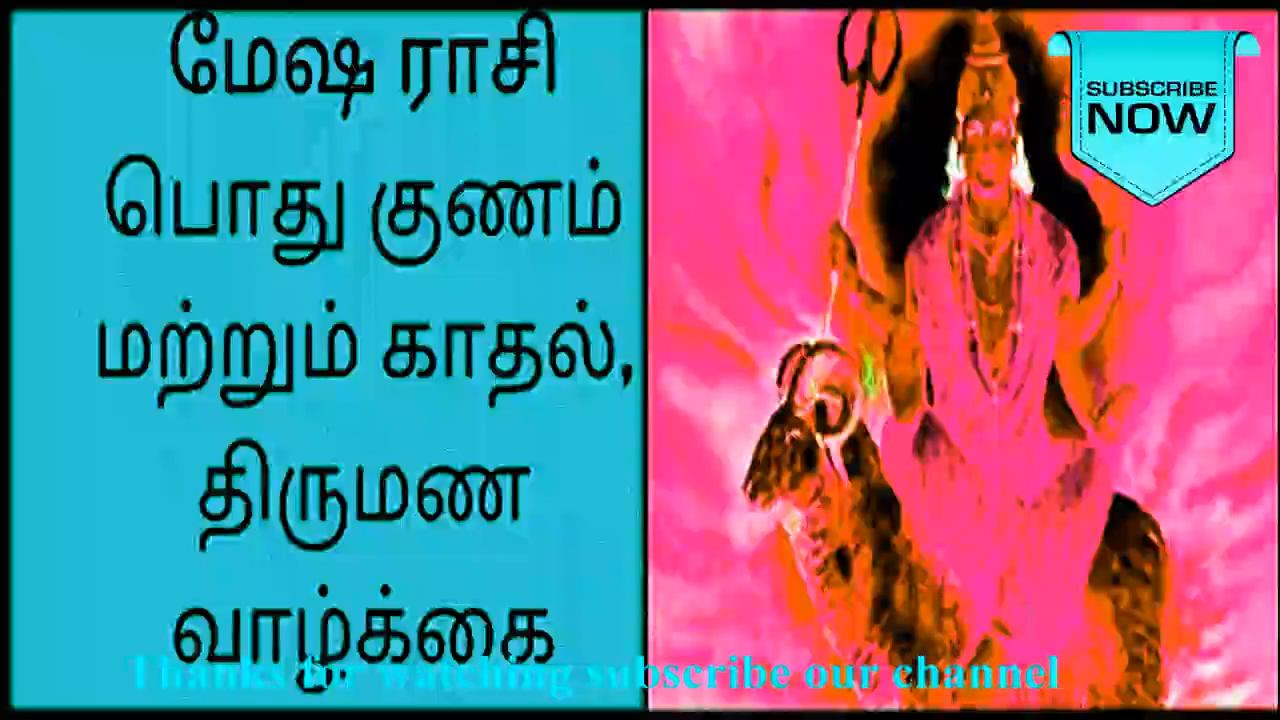 மேஷ ராசி
பொது குணம்
மற்றும் காதல்,
திருமண
வாழ்க்கை
SUBSCRIBE
NOW
Thanks for watching subscribe our channel